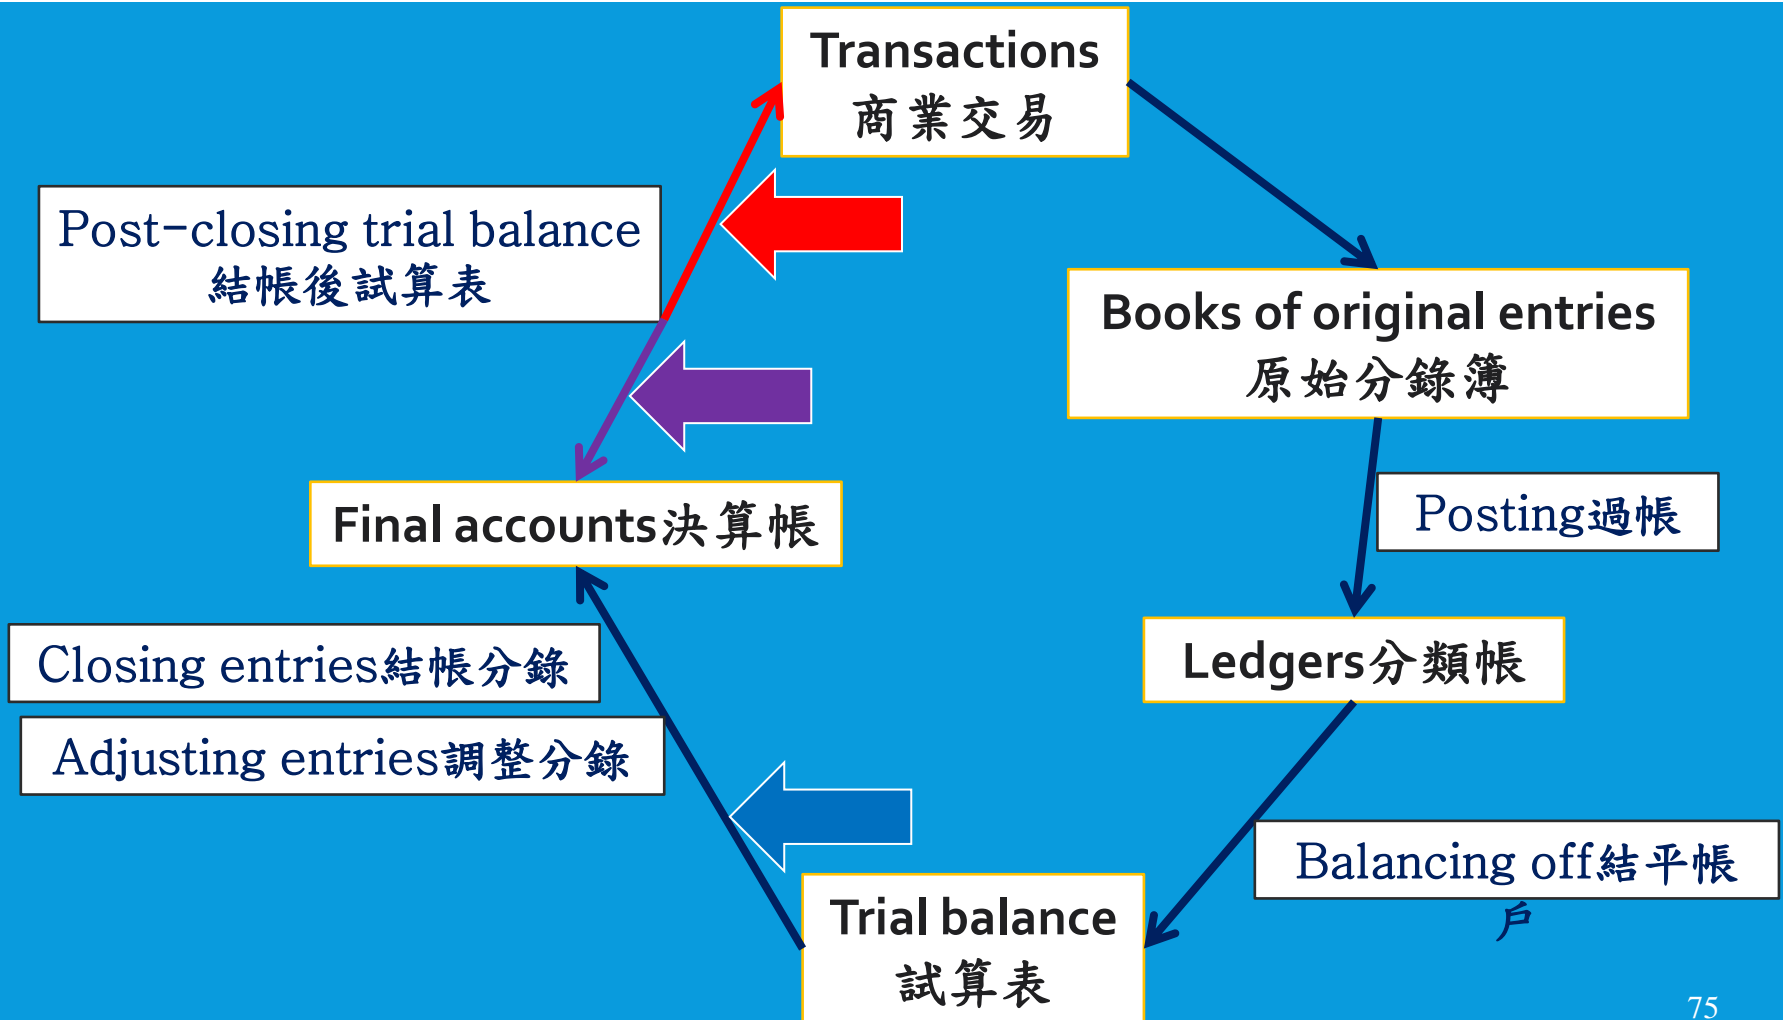 Transactions
商業交易
Post-closing trial balance
結帳後試算表
Books of original entries
原始分錄簿
Posting過帳
Final accounts決算帳
Ledgers分類帳
Closing entries結帳分錄
Adjusting entries調整分錄
Balancing off結平帳
戶
Trial balance
試算表
75